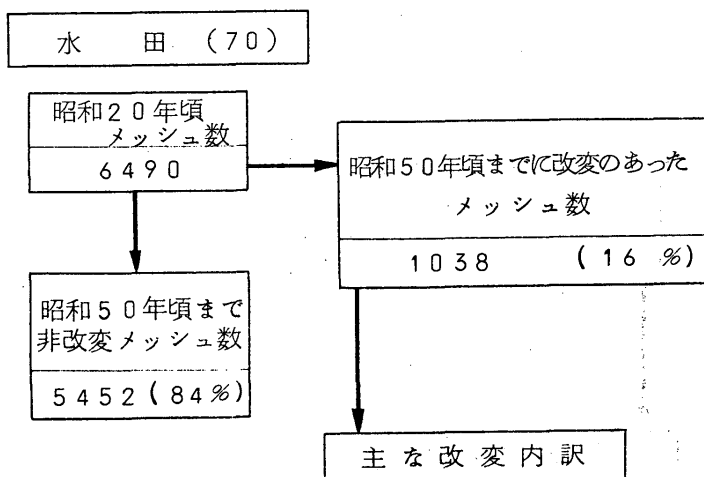 水 田 (70)
昭和20年頃
メッシュ数
6490
昭和50年頃までに改変のあった
メッシュ数
1038 (16 %)
昭和50年頃まで
非改変メッシュ数
5452(84%)
主な改変内訳